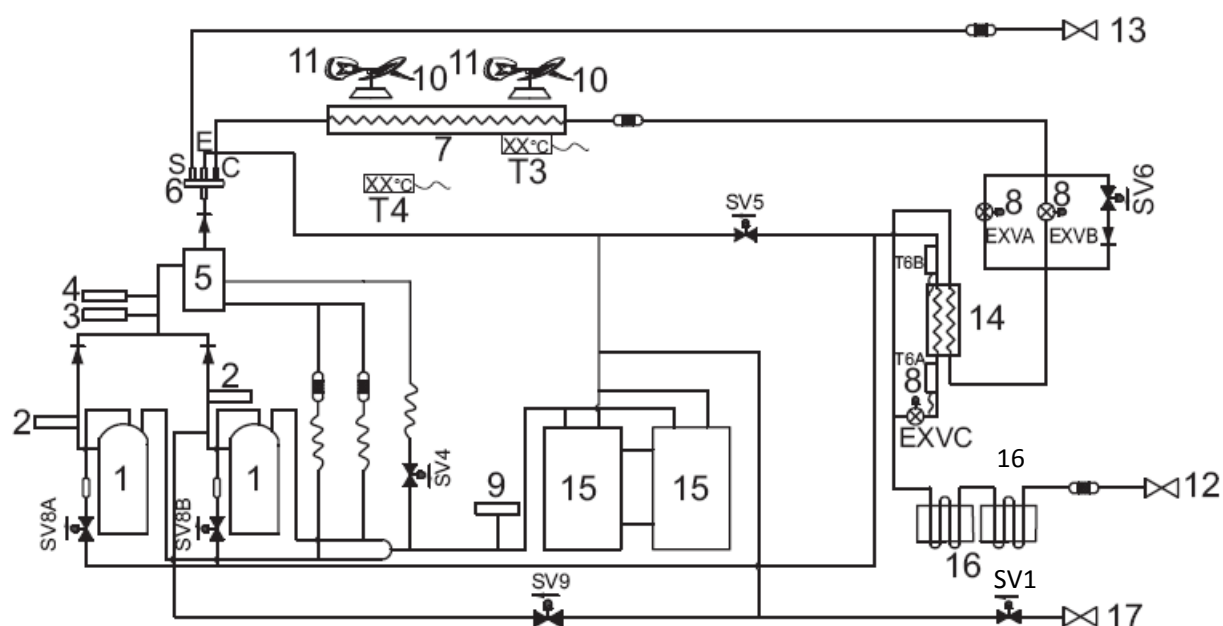 13
11 10 11 10
S E C
6
7
XX°C
T3
XX°C
T4
SV5
8 8 SV6
EXVA EXVB
5
T6B
4
3
14
T6A
2
8
2
EXVC
SV4
16
1 1 9 15 15
12
SV8A SV8B
16
SV9 SV1
17